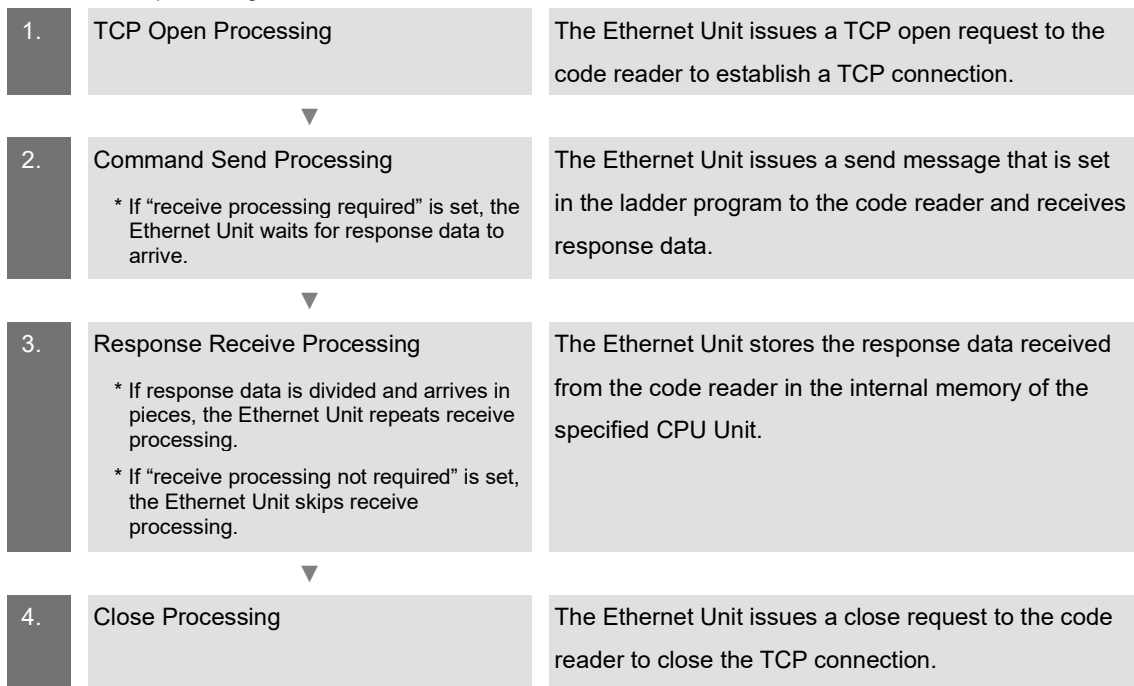 1.
TCP Open Processing
The Ethernet Unit issues a TCP open request to the
code reader to establish a TCP connection.
▼
2.
Command Send Processing
* If “receive processing required” is set, the
Ethernet Unit waits for response data to
arrive.
The Ethernet Unit issues a send message that is set
in the ladder program to the code reader and receives
response data.
▼
3.
Response Receive Processing
* If response data is divided and arrives in
pieces, the Ethernet Unit repeats receive
processing.
* If “receive processing not required” is set,
the Ethernet Unit skips receive
processing.
The Ethernet Unit stores the response data received
from the code reader in the internal memory of the
specified CPU Unit.
▼
4.
Close Processing
The Ethernet Unit issues a close request to the code
reader to close the TCP connection.